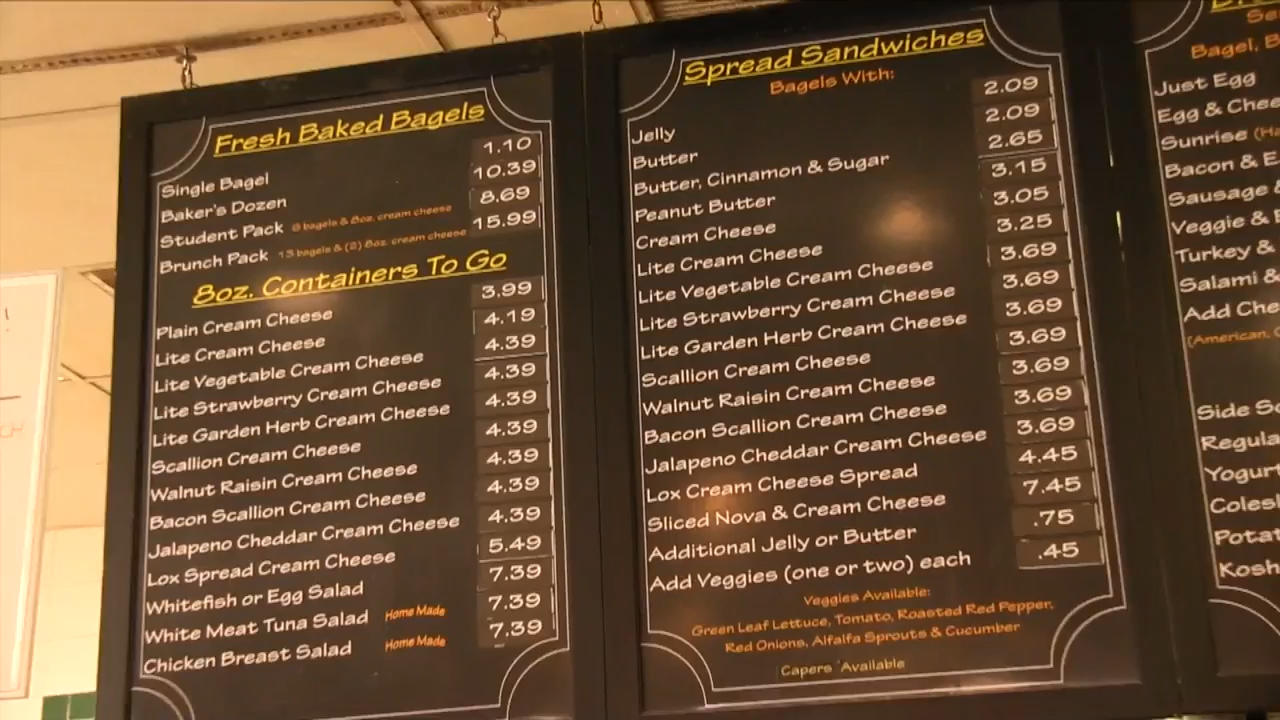 Fresh Baked Bagels
Single Bagel 1.10
Baker's Dozen 10.39
Student Pack 6 bagels & 8oz. cream cheese 8.69
Brunch Pack 13 bagels & (2) 8oz. cream cheese 15.99
8oz. Containers To Go
Plain Cream Cheese 3.99
Lite Cream Cheese 4.19
Lite Vegetable Cream Cheese 4.39
Lite Strawberry Cream Cheese 4.39
Lite Garden Herb Cream Cheese 4.39
Scallion Cream Cheese 4.39
Walnut Raisin Cream Cheese 4.39
Bacon Scallion Cream Cheese 4.39
Jalapeno Cheddar Cream Cheese 4.39
Lox Spread Cream Cheese 5.49
Whitefish or Egg Salad 7.39
White Meat Tuna Salad Home Made 7.39
Chicken Breast Salad Home Made 7.39
Spread Sandwiches
Bagels With:
Jelly 2.09
Butter 2.09
Butter, Cinnamon & Sugar 2.65
Peanut Butter 3.15
Cream Cheese 3.05
Lite Cream Cheese 3.25
Lite Vegetable Cream Cheese 3.69
Lite Strawberry Cream Cheese 3.69
Lite Garden Herb Cream Cheese 3.69
Scallion Cream Cheese 3.69
Walnut Raisin Cream Cheese 3.69
Bacon Scallion Cream Cheese 3.69
Jalapeno Cheddar Cream Cheese 3.69
Lox Cream Cheese Spread 4.45
Sliced Nova & Cream Cheese 7.45
Additional Jelly or Butter .75
Add Veggies (one or two) each .45
Veggies Available:
Green Leaf Lettuce, Tomato, Roasted Red Pepper,
Red Onions, Alfalfa Sprouts & Cucumber
Capers Available
Bagel, B
Just Egg
Egg & Chee
Sunrise (H
Bacon & E
Sausage &
Veggie &
Turkey &
Salami &
Add Che
(American,
Side S
Regula
Yogurt
Colesl
Potat
Kosh